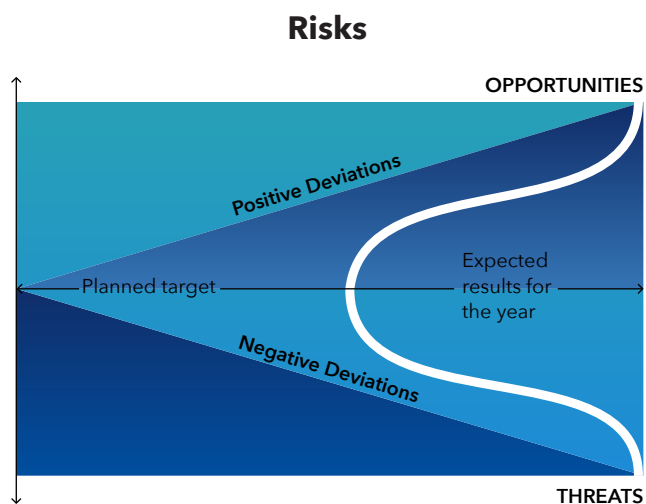 Risks
OPPORTUNITIES
Positive Deviations
Planned target
Expected
results for
the year
Negative Deviations
THREATS